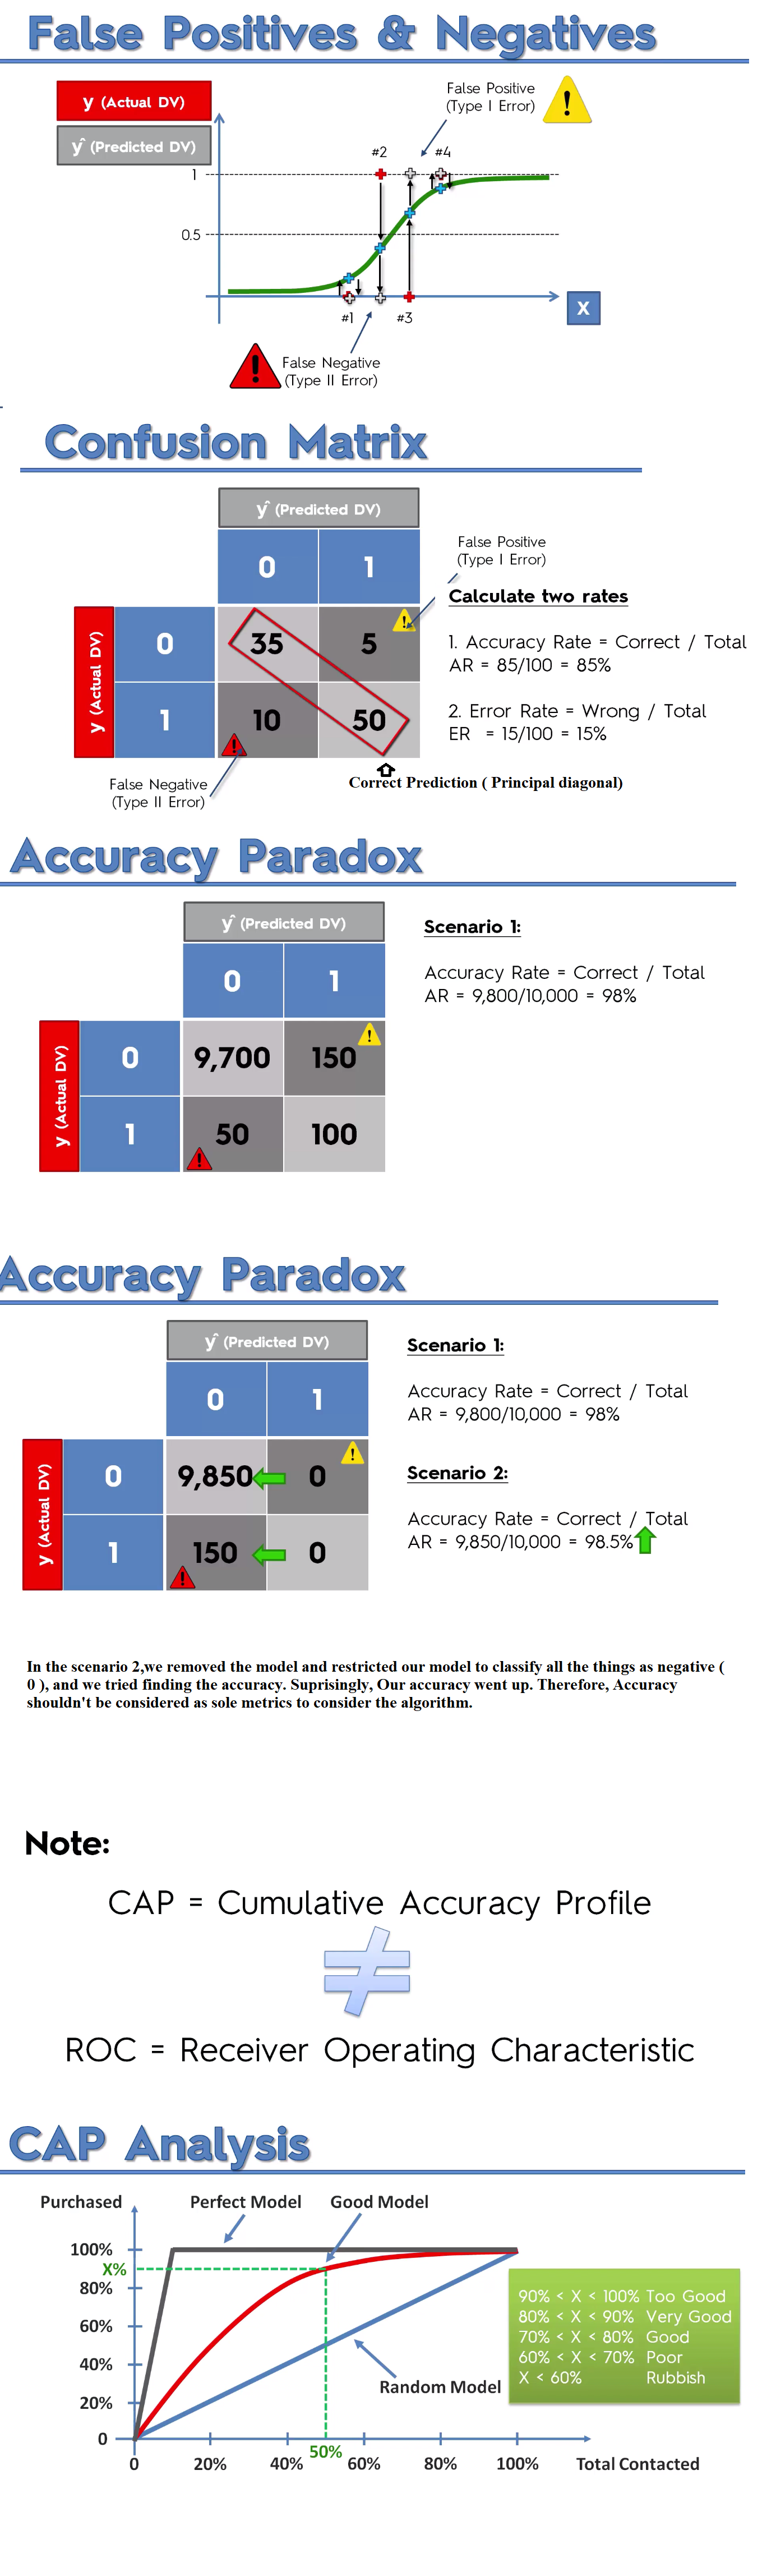 False Positives & Negatives
y (Actual DV)
y^ (Predicted DV)
False Positive
(Type I Error)
#2
#4
1
0.5
#1
#3
X
False Negative
(Type II Error)
Confusion Matrix
y^ (Predicted DV)
0 1
False Positive
(Type I Error)
Calculate two rates
y (Actual DV)
0 35 5
1 10 50
1. Accuracy Rate = Correct / Total
AR = 85/100 = 85%
2. Error Rate = Wrong / Total
ER = 15/100 = 15%
False Negative
(Type II Error)
Correct Prediction ( Principal diagonal)
Accuracy Paradox
y^ (Predicted DV)
0 1
y (Actual DV)
0 9,700 150
1 50 100
Scenario 1:
Accuracy Rate = Correct / Total
AR = 9,800/10,000 = 98%
Accuracy Paradox
y^ (Predicted DV)
0 1
y (Actual DV)
0 9,850 0
1 150 0
Scenario 1:
Accuracy Rate = Correct / Total
AR = 9,800/10,000 = 98%
Scenario 2:
Accuracy Rate = Correct / Total
AR = 9,850/10,000 = 98.5%
In the scenario 2,we removed the model and restricted our model to classify all the things as negative (
0 ), and we tried finding the accuracy. Suprisingly, Our accuracy went up. Therefore, Accuracy
shouldn't be considered as sole metrics to consider the algorithm.
Note:
CAP = Cumulative Accuracy Profile
≠
ROC = Receiver Operating Characteristic
CAP Analysis
Purchased
Perfect Model
Good Model
100%
X%
80%
60%
40%
20%
0
Random Model
90% < X < 100% Too Good
80% < X < 90% Very Good
70% < X < 80% Good
60% < X < 70% Poor
X < 60% Rubbish
0 20% 40% 50% 60% 80% 100%
Total Contacted